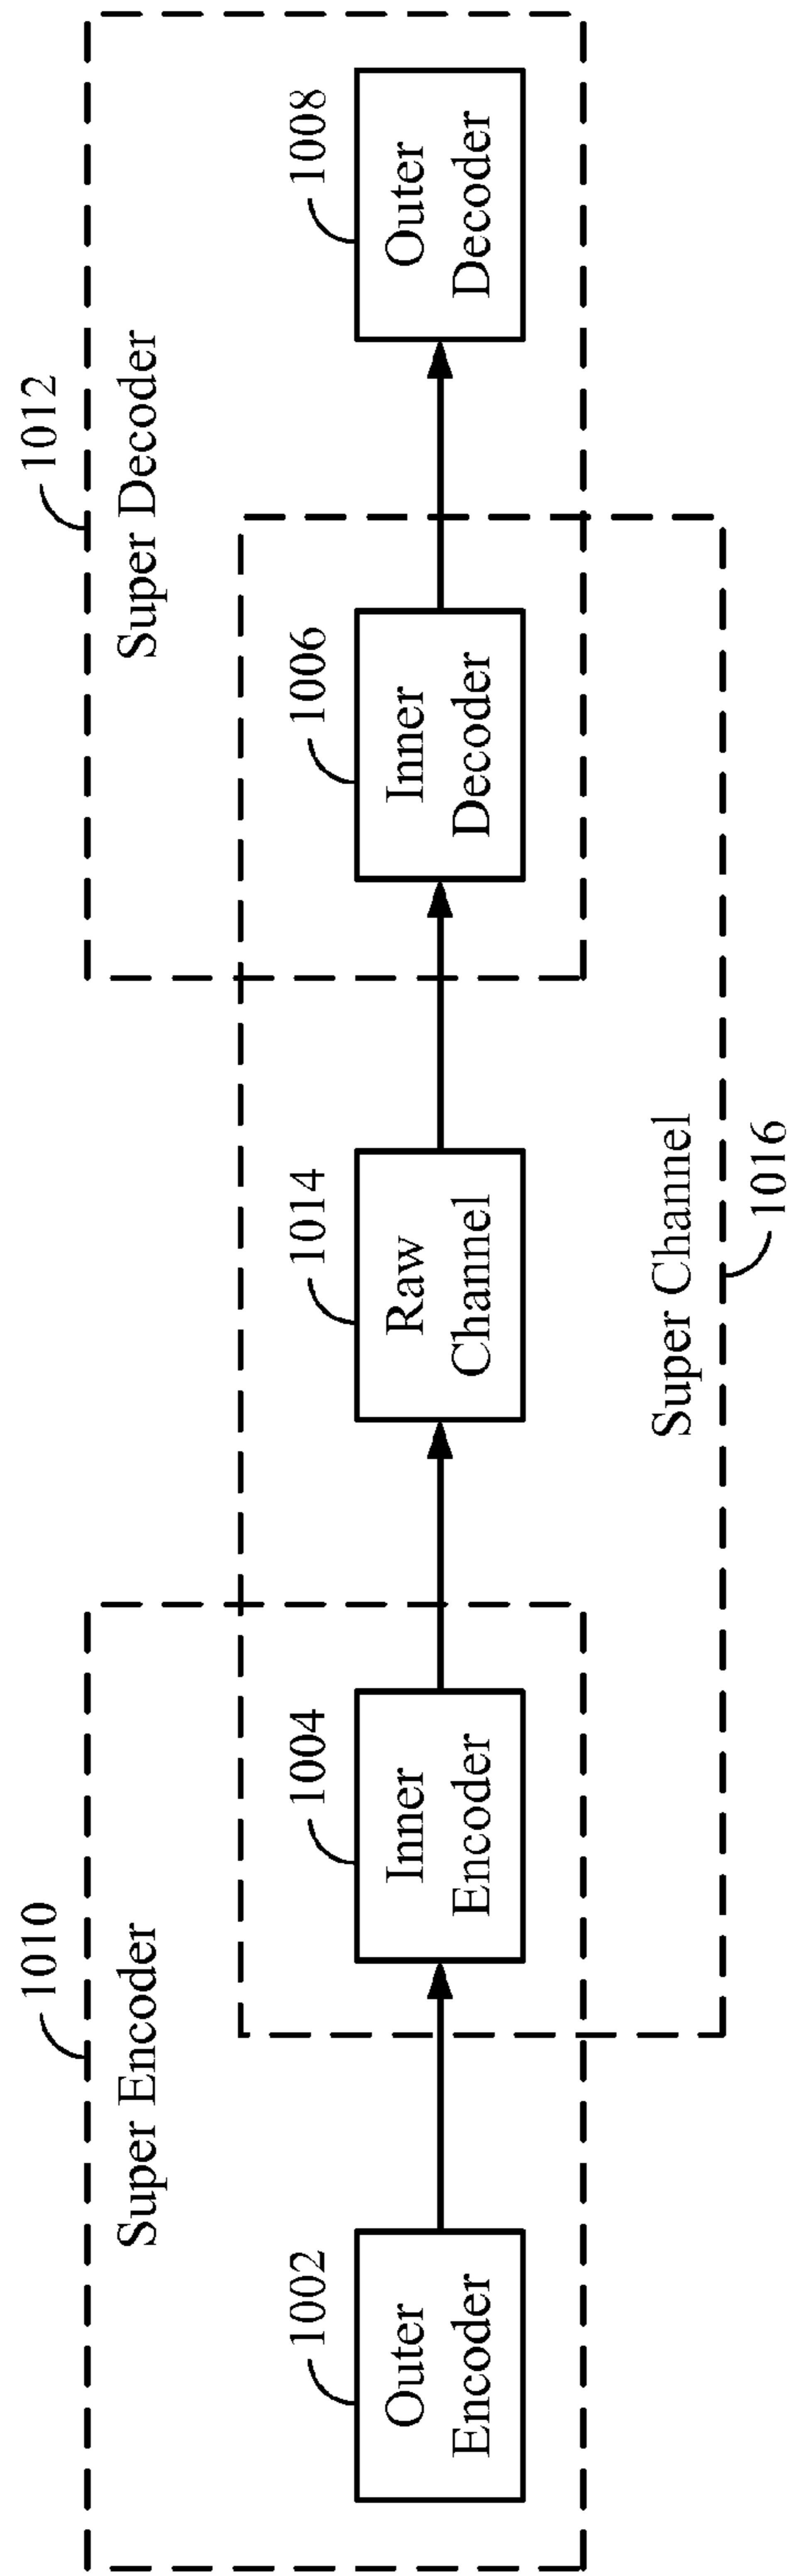 1010
Super Encoder
1012
Super Decoder
1002
Outer
Encoder
1004
Inner
Encoder
1014
Raw
Channel
1006
Inner
Decoder
1008
Outer
Decoder
Super Channel
1016